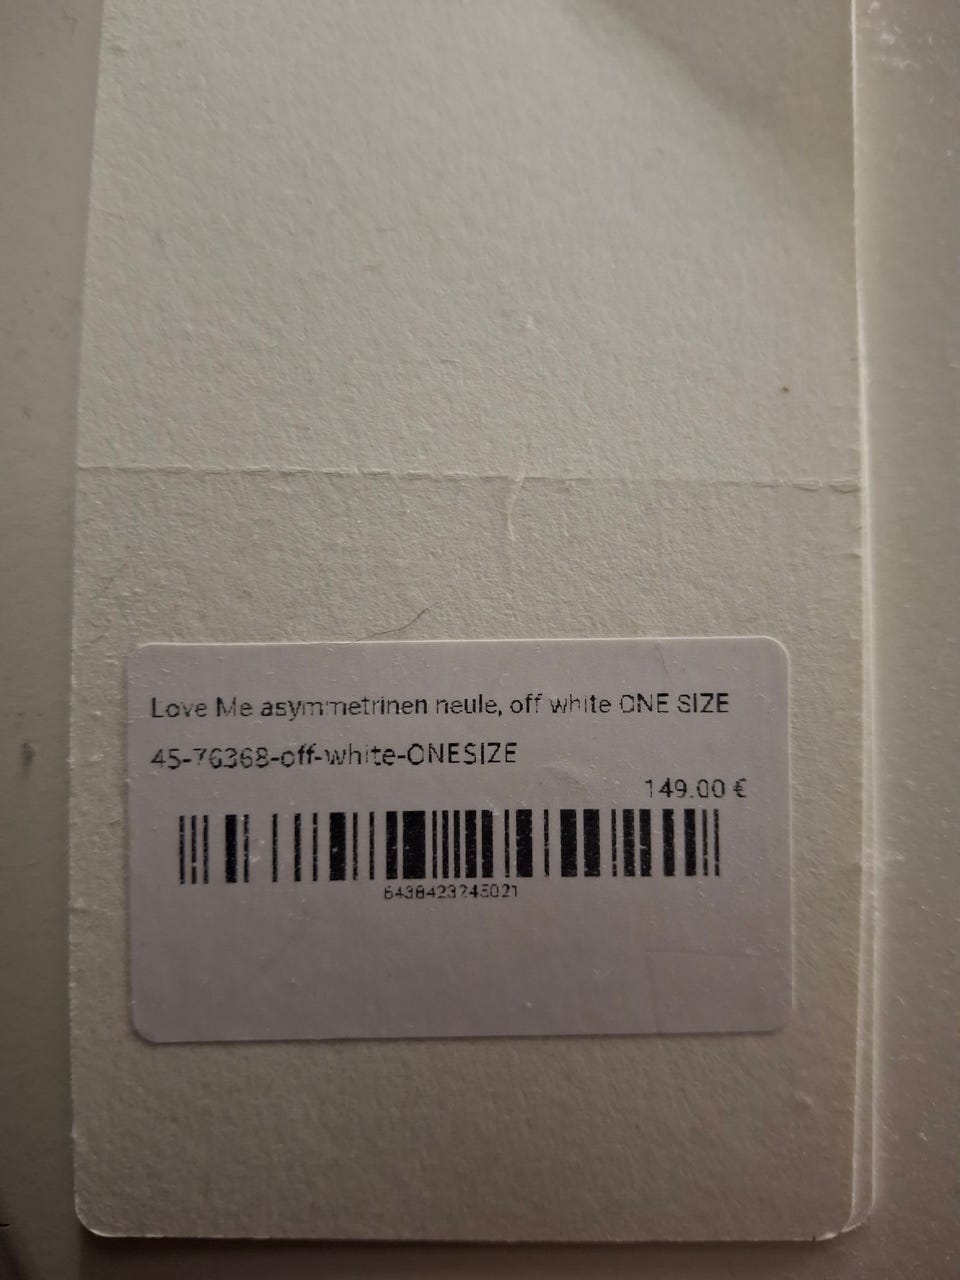 Love Me asymmetrinen neule, off white ONE SIZE
45-76368-off-white-ONESIZE
149.00 €
6438423245021